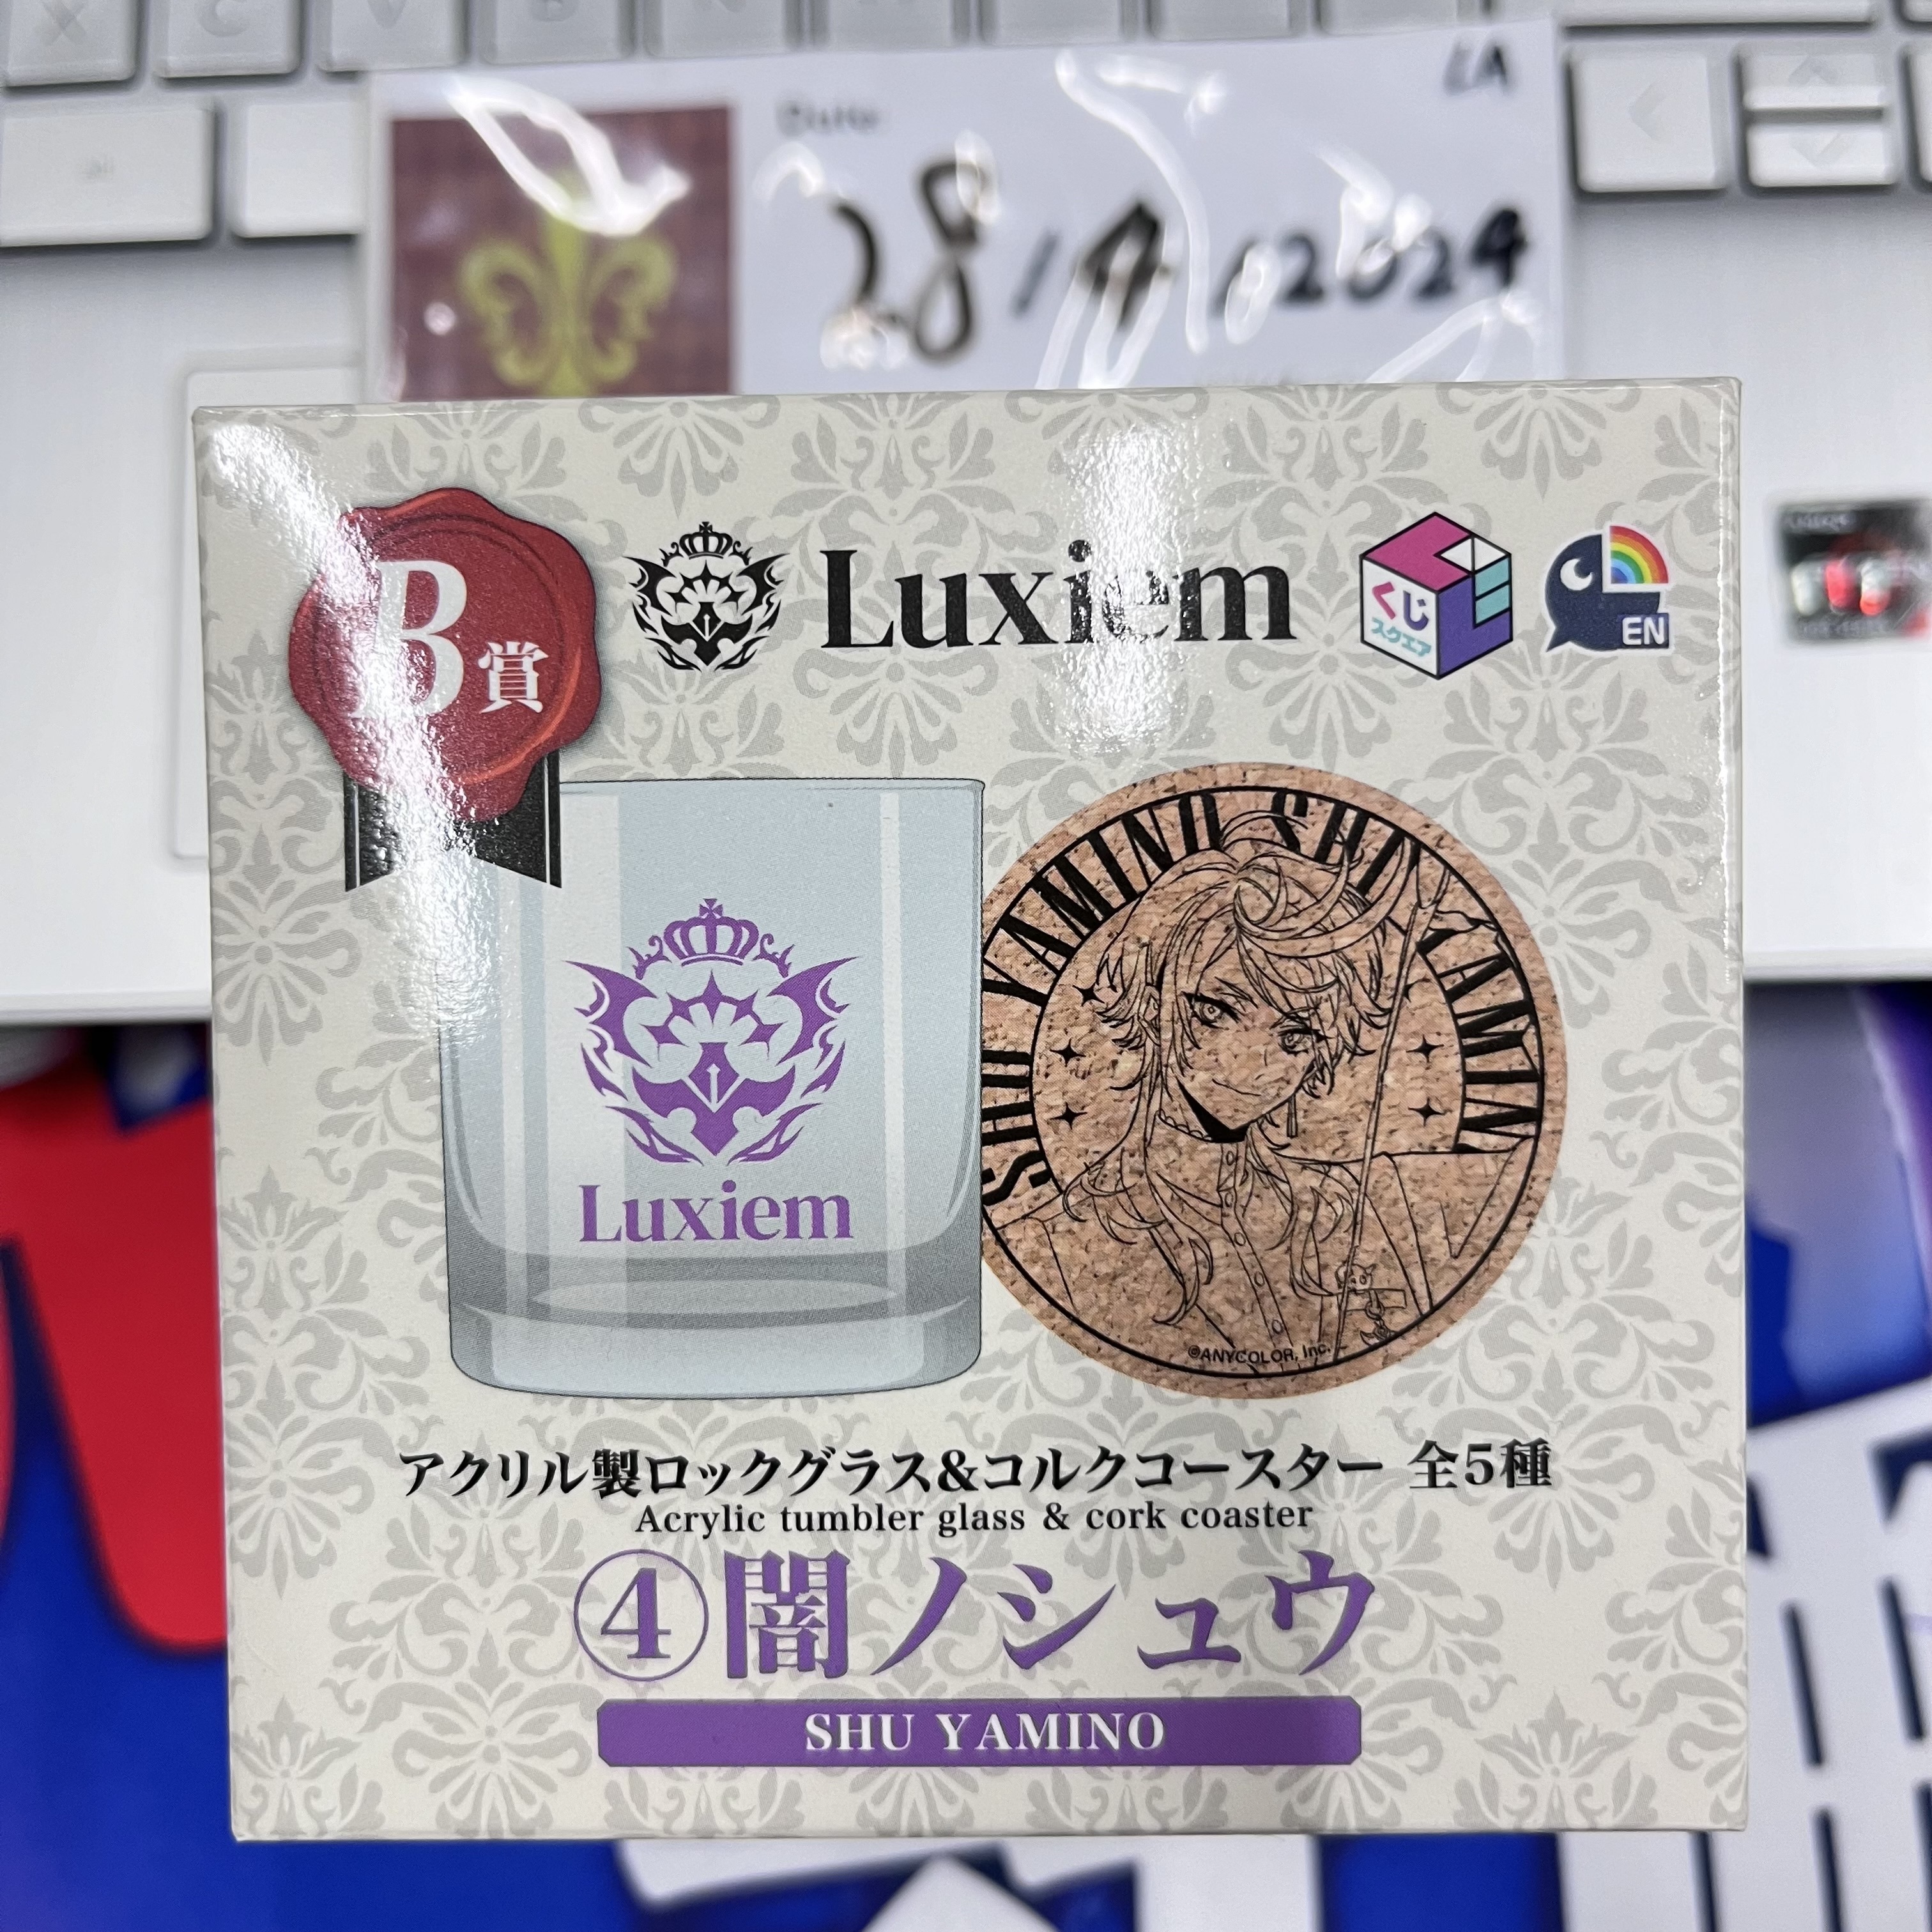 X C V
Date
28/4/2024
B賞
Luxiem
くじ
スクエア
EN
Luxiem
SHU YAMINO SHU YAMINO
©ANYCOLOR, Inc.
アクリル製ロックグラス&コルクコースター 全5種
Acrylic tumbler glass & cork coaster
④闇ノシュウ
SHU YAMINO